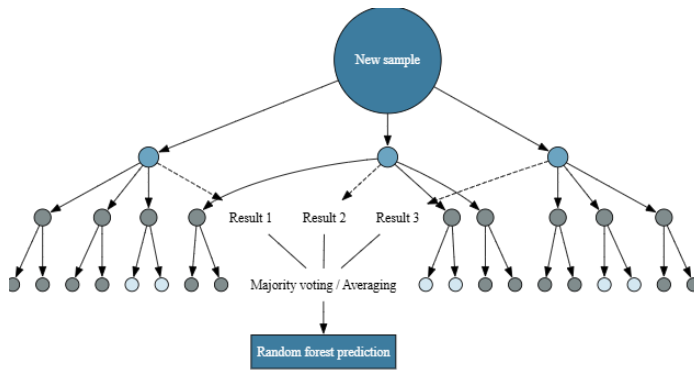 New sample
Result 1
Result 2
Result 3
Majority voting / Averaging
Random forest prediction